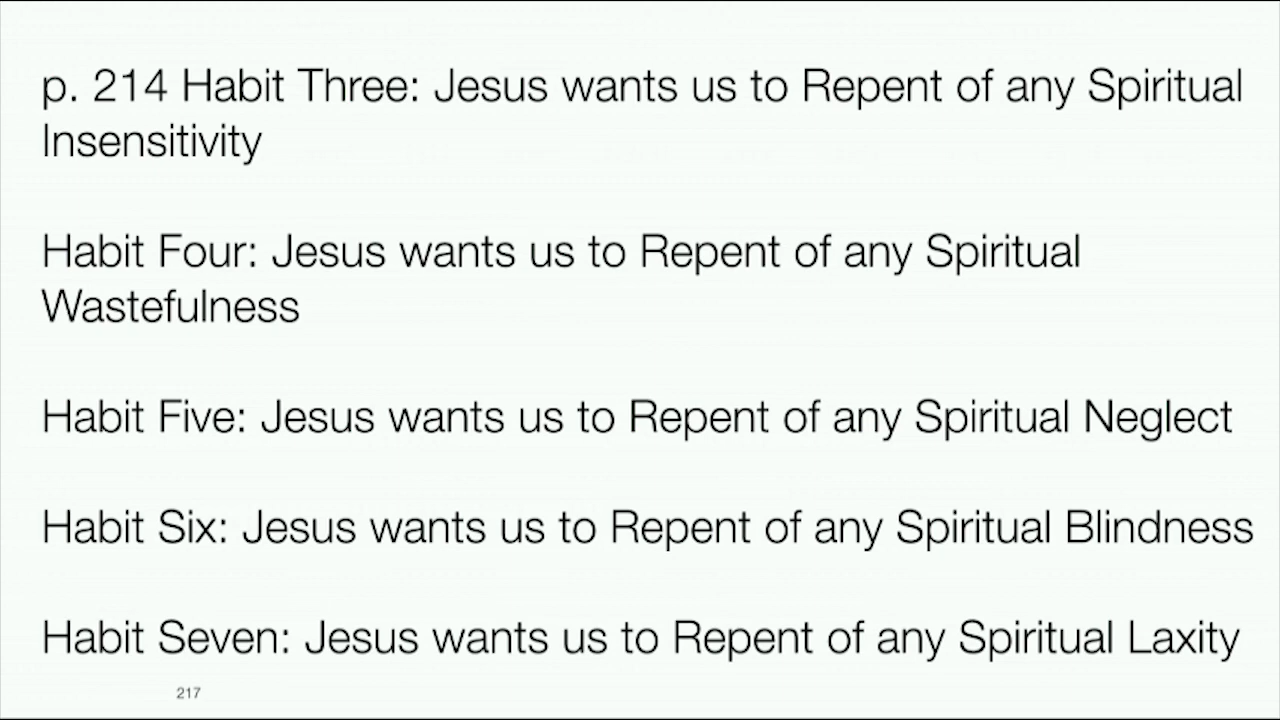 p. 214 Habit Three: Jesus wants us to Repent of any Spiritual
Insensitivity
Habit Four: Jesus wants us to Repent of any Spiritual
Wastefulness
Habit Five: Jesus wants us to Repent of any Spiritual Neglect
Habit Six: Jesus wants us to Repent of any Spiritual Blindness
Habit Seven: Jesus wants us to Repent of any Spiritual Laxity
217